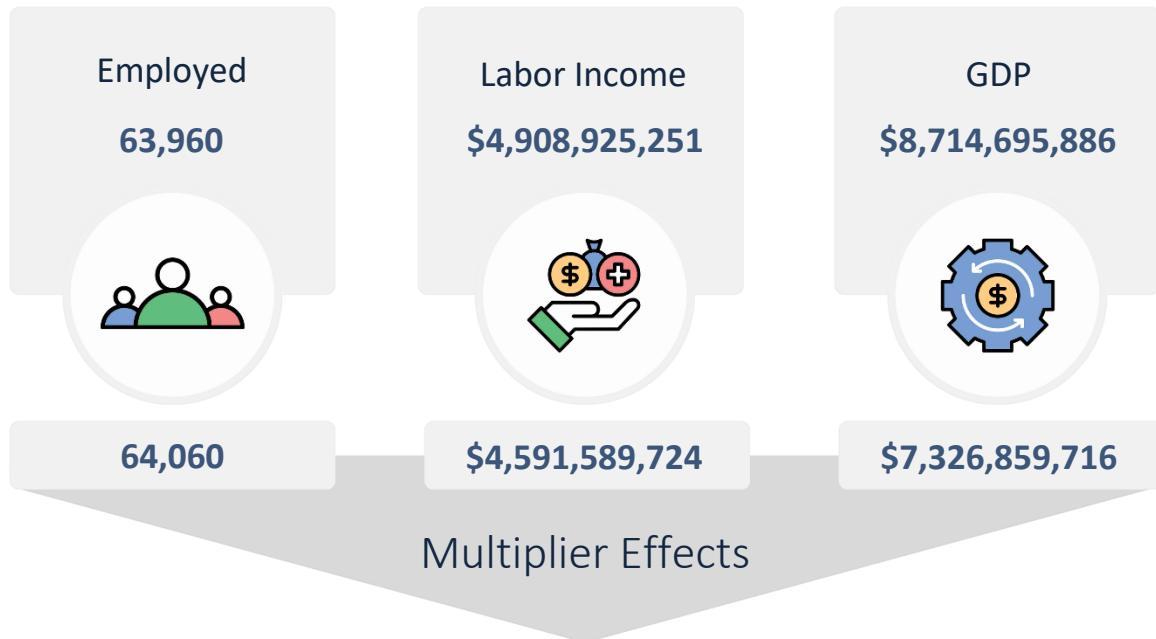 Employed
63,960
Labor Income
$4,908,925,251
GDP
$8,714,695,886
$
$
64,060
$4,591,589,724
$7,326,859,716
Multiplier Effects